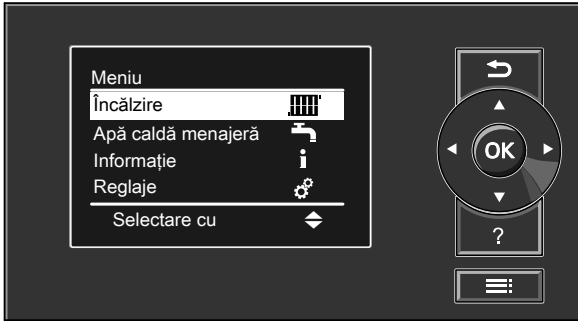 Meniu
Încălzire
Apă caldă menajeră
Informație
Reglaje
Selectare cu
OK
?